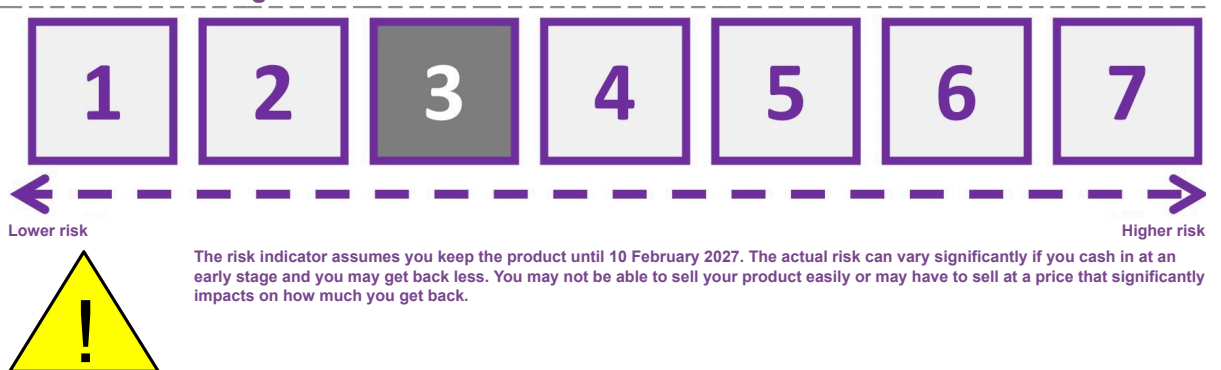 1 2 3 4 5 6 7
Lower risk Higher risk
The risk indicator assumes you keep the product until 10 February 2027. The actual risk can vary significantly if you cash in at an
early stage and you may get back less. You may not be able to sell your product easily or may have to sell at a price that significantly
impacts on how much you get back.
!